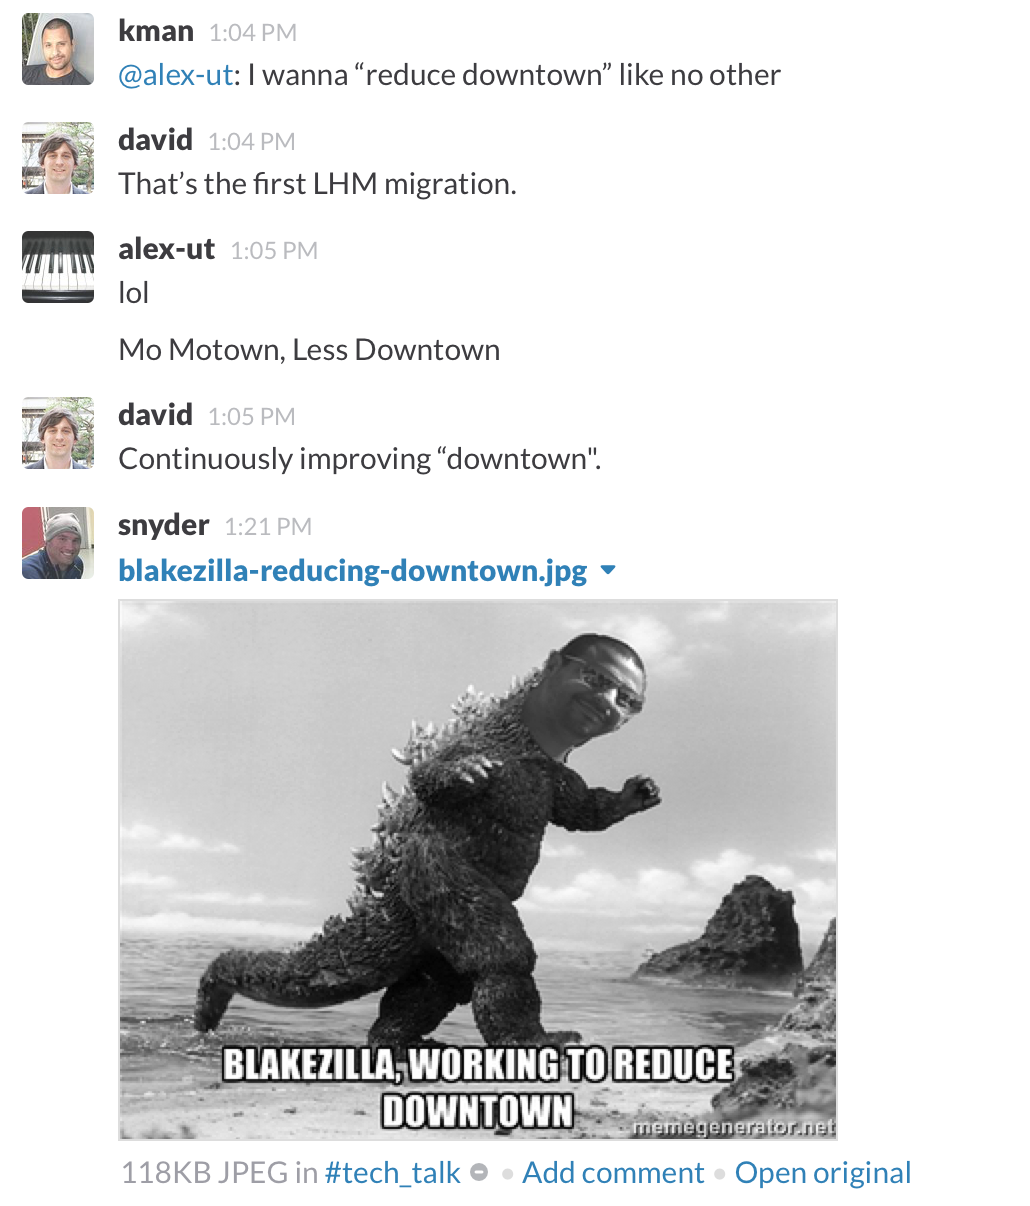 kman 1:04 PM
@alex-ut: I wanna “reduce downtown” like no other
david 1:04 PM
That’s the first LHM migration.
alex-ut 1:05 PM
lol
Mo Motown, Less Downtown
david 1:05 PM
Continuously improving “downtown".
snyder 1:21 PM
blakezilla-reducing-downtown.jpg
BLAKEZILLA, WORKING TO REDUCE
DOWNTOWN
memegenerator.net
118KB JPEG in #tech_talk • Add comment • Open original